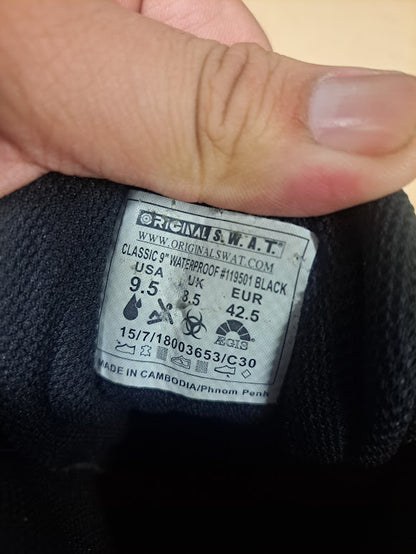 ORIGINAL S.W.A.T.®
WWW.ORIGINALSWAT.COM
CLASSIC 9" WATERPROOF #119501 BLACK
USA UK EUR
9.5 8.5 42.5
AEGIS
15/7/18003653/C30
MADE IN CAMBODIA/Phnom Penh